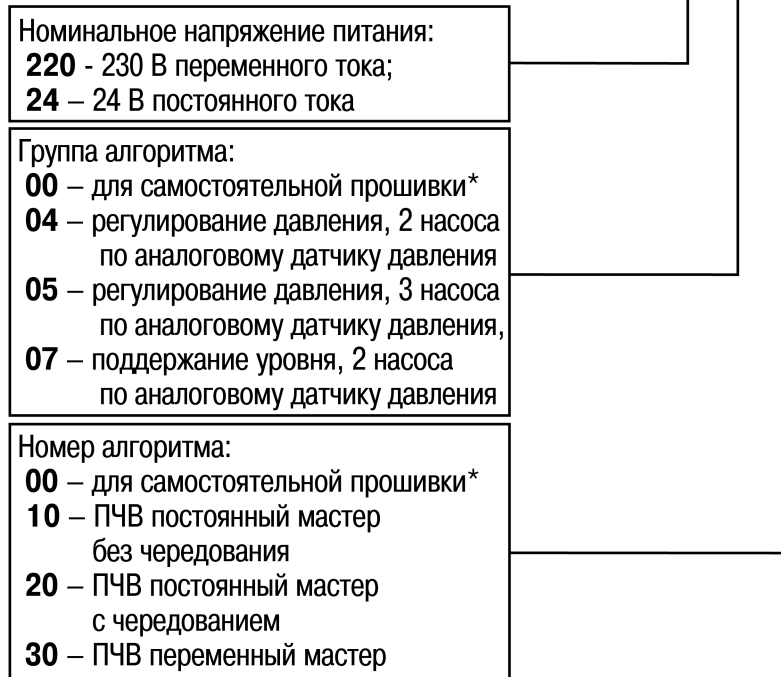 Номинальное напряжение питания:
220 - 230 В переменного тока;
24 – 24 В постоянного тока
Группа алгоритма:
00 – для самостоятельной прошивки*
04 – регулирование давления, 2 насоса
по аналоговому датчику давления
05 – регулирование давления, 3 насоса
по аналоговому датчику давления,
07 – поддержание уровня, 2 насоса
по аналоговому датчику давления
Номер алгоритма:
00 – для самостоятельной прошивки*
10 – ПЧВ постоянный мастер
без чередования
20 – ПЧВ постоянный мастер
с чередованием
30 – ПЧВ переменный мастер